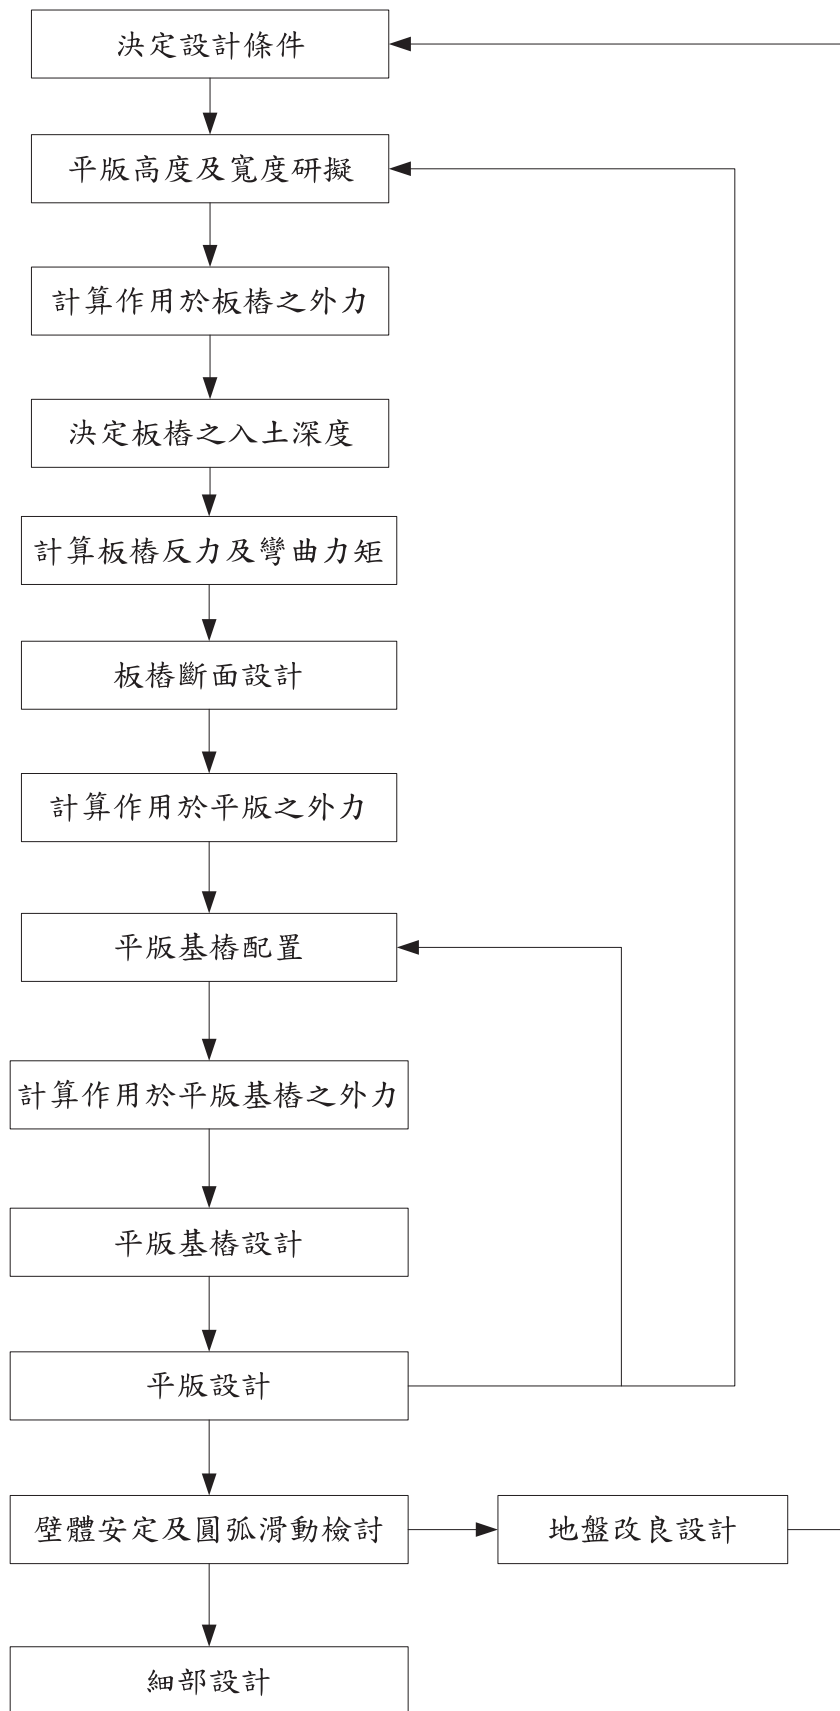 決定設計條件
平版高度及寬度研擬
計算作用於板樁之外力
決定板樁之入土深度
計算板樁反力及彎曲力矩
板樁斷面設計
計算作用於平版之外力
平版基樁配置
計算作用於平版基樁之外力
平版基樁設計
平版設計
壁體安定及圓弧滑動檢討
地盤改良設計
細部設計